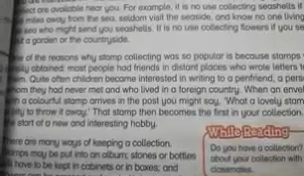 ect are available near you. For example, it is no use collecting seashells if
miles away from the sea, seldom visit the seaside, and know no one living
sea who might send you seashells. It is no use collecting flowers if you
ut a garden or the countryside.
e of the reasons why stamp collecting was so popular is because stamps
ily obtained: most people had friends in distant places who wrote letters
Quite often children became interested in writing to a penfriend, a
hom they had never met and who lived in a foreign country. When an
a colourful stamp arrives in the post you might say, 'What a lovely
to throw it away.' That stamp then becomes the first in your collection.
start of a new and interesting hobby.
here are many ways of keeping a collection.
amps may be put into an album; stones or bottles
have to be kept in cabinets or in boxes; and
While Reading
Do you have a collection?
about your collection with
classmates.